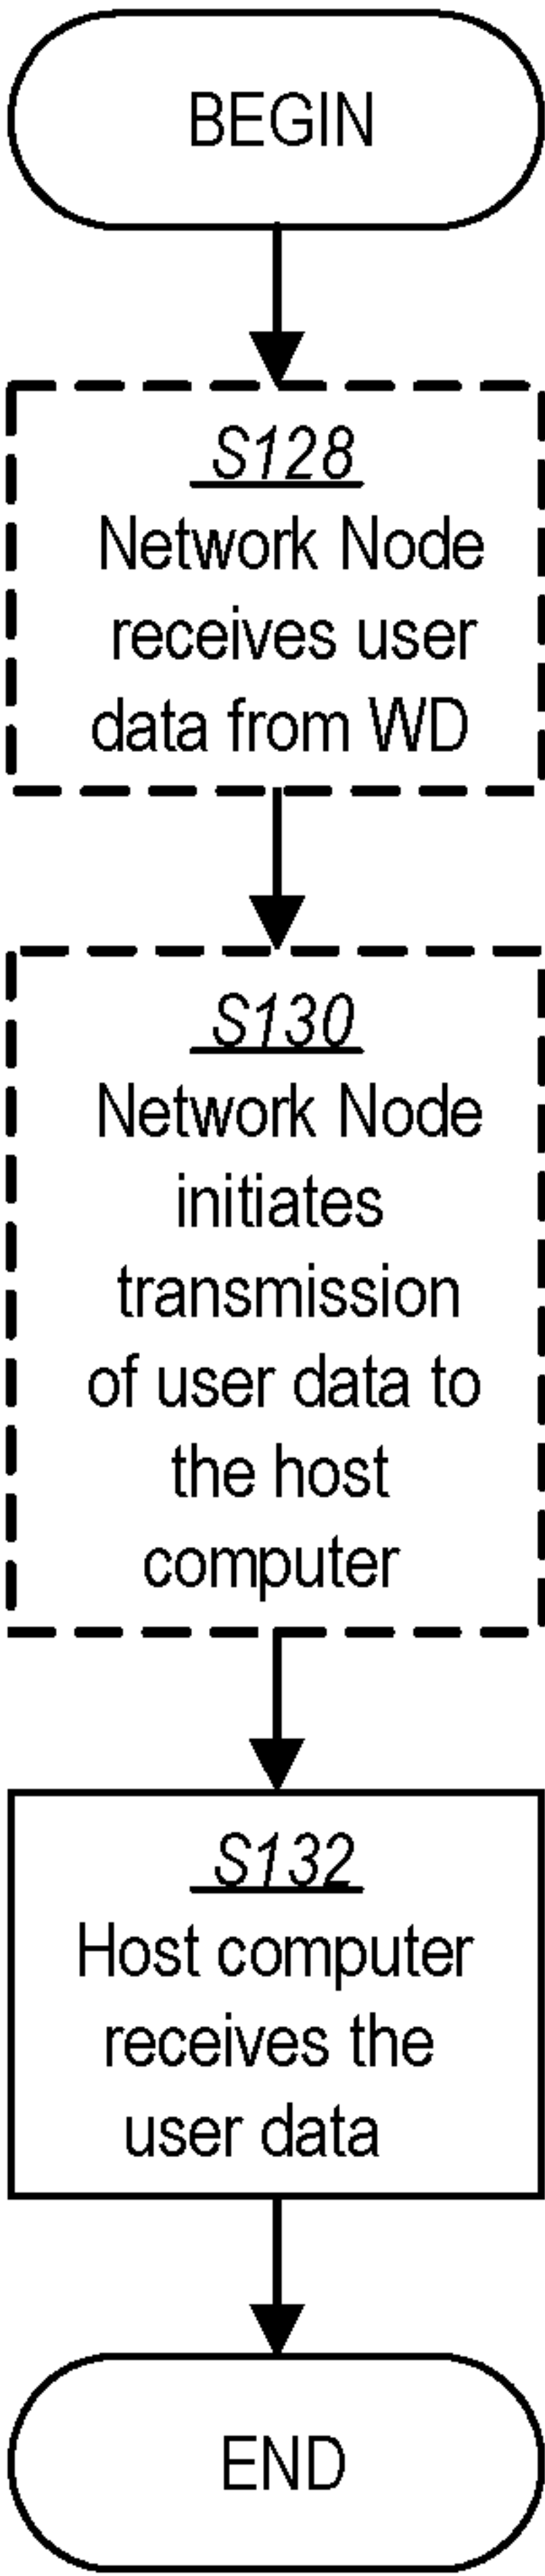 BEGIN
S128
Network Node
receives user
data from WD
S130
Network Node
initiates
transmission
of user data to
the host
computer
S132
Host computer
receives the
user data
END